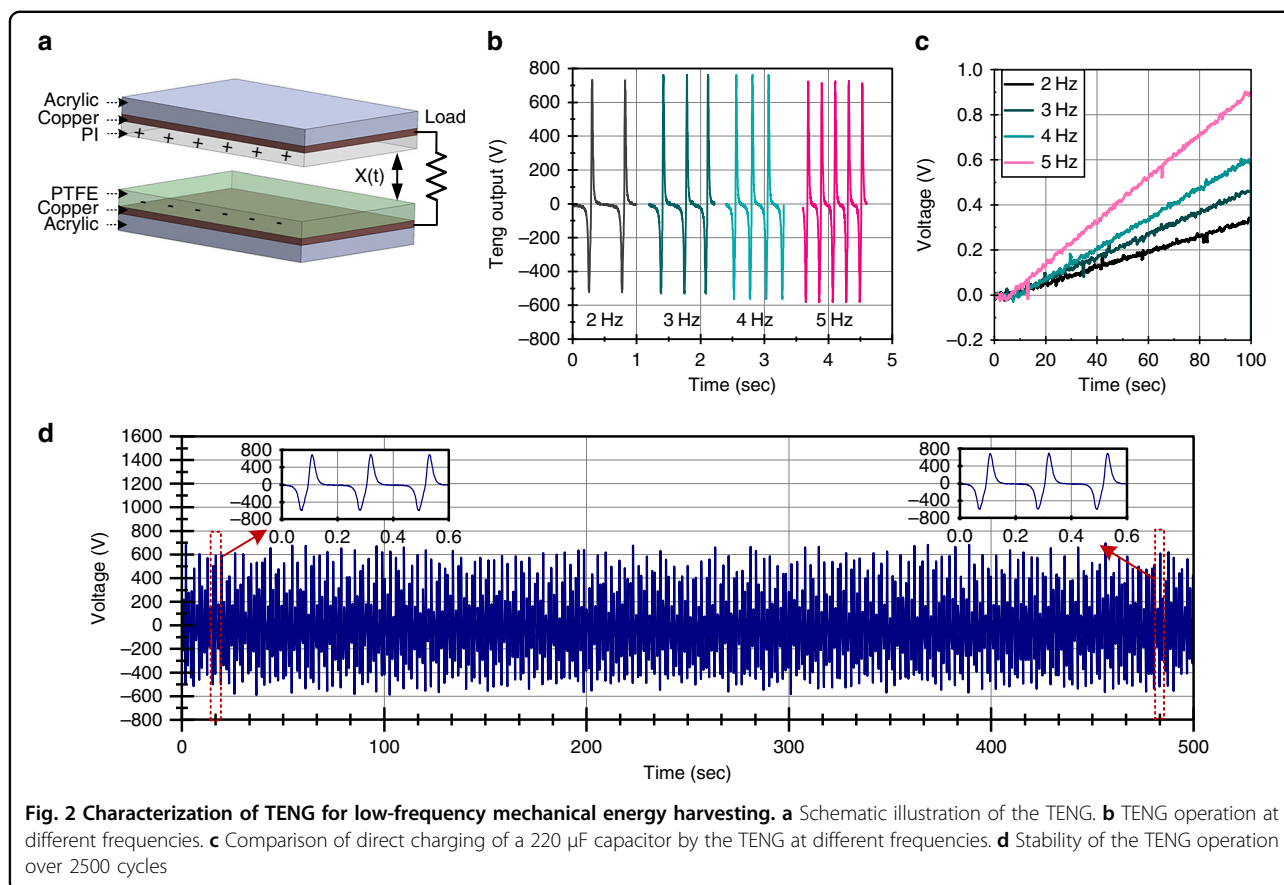 a
Acrylic
Copper
PI
+ + + + + +
Load
X(t)
PTFE
Copper
Acrylic
- - - - - -
b
Teng output (V)
800
600
400
200
0
−200
−400
−600
−800
2 Hz 3 Hz 4 Hz 5 Hz
0 1 2 3 4 5
Time (sec)
c
Voltage (V)
1.0
0.8
0.6
0.4
0.2
0.0
−0.2
2 Hz
3 Hz
4 Hz
5 Hz
0 20 40 60 80 100
Time (sec)
d
Voltage (V)
1600
1400
1200
1000
800
600
400
200
0
−200
−400
−600
−800
800
400
0
−400
−800
0.0 0.2 0.4 0.6
800
400
0
−400
−800
0.0 0.2 0.4 0.6
0 100 200 300 400 500
Time (sec)
Fig. 2 Characterization of TENG for low-frequency mechanical energy harvesting. a Schematic illustration of the TENG. b TENG operation at
different frequencies. c Comparison of direct charging of a 220 µF capacitor by the TENG at different frequencies. d Stability of the TENG operation
over 2500 cycles